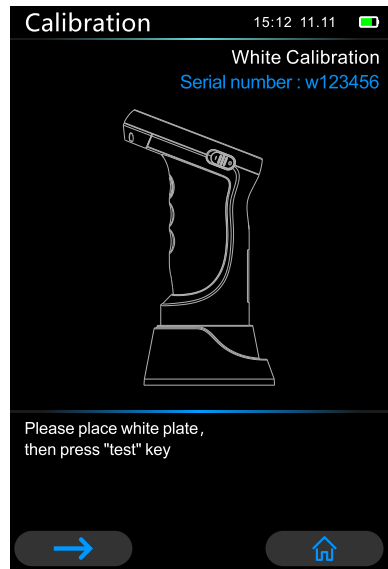 Calibration 15:12 11.11
White Calibration
Serial number : w123456
Please place white plate,
then press "test" key